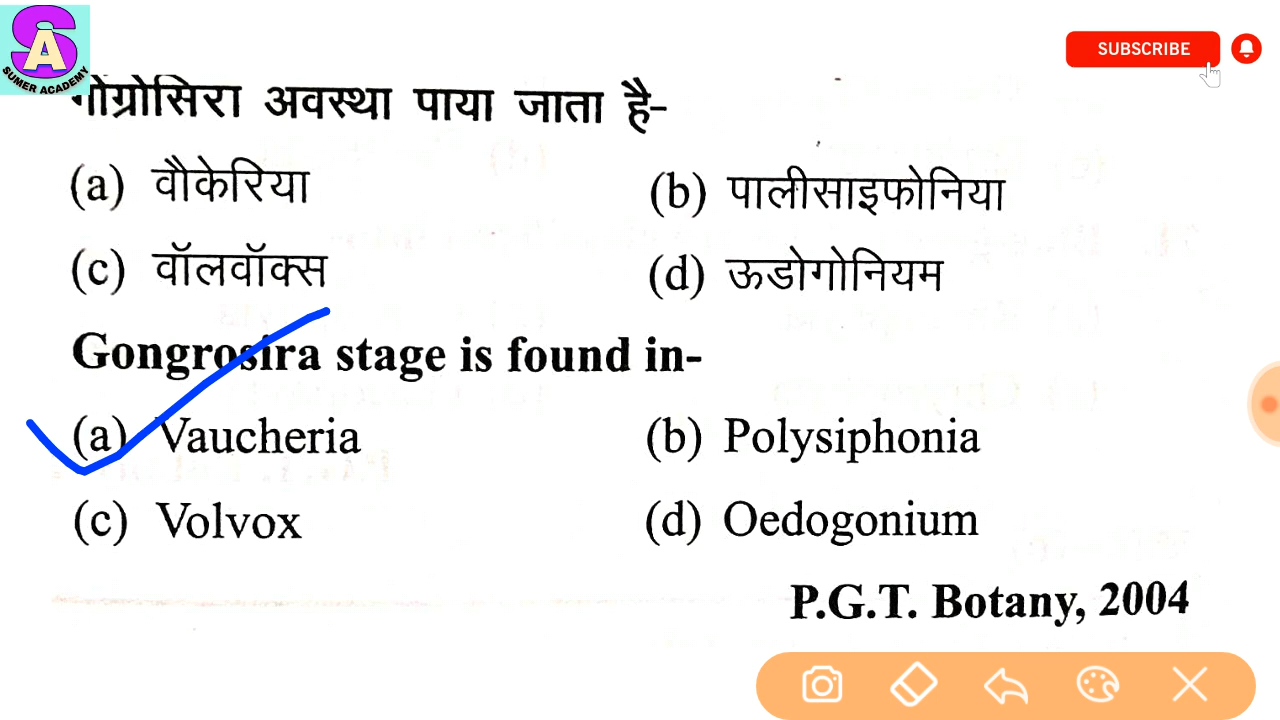 SA
SUMER ACADEMY
SUBSCRIBE
गोंग्रोसिरा अवस्था पाया जाता है-
(a) वौकेरिया
(b) पालीसाइफोनिया
(c) वॉलवॉक्स
(d) ऊडोगोनियम
Gongrosira stage is found in-
(a) Vaucheria
(b) Polysiphonia
(c) Volvox
(d) Oedogonium
P.G.T. Botany, 2004